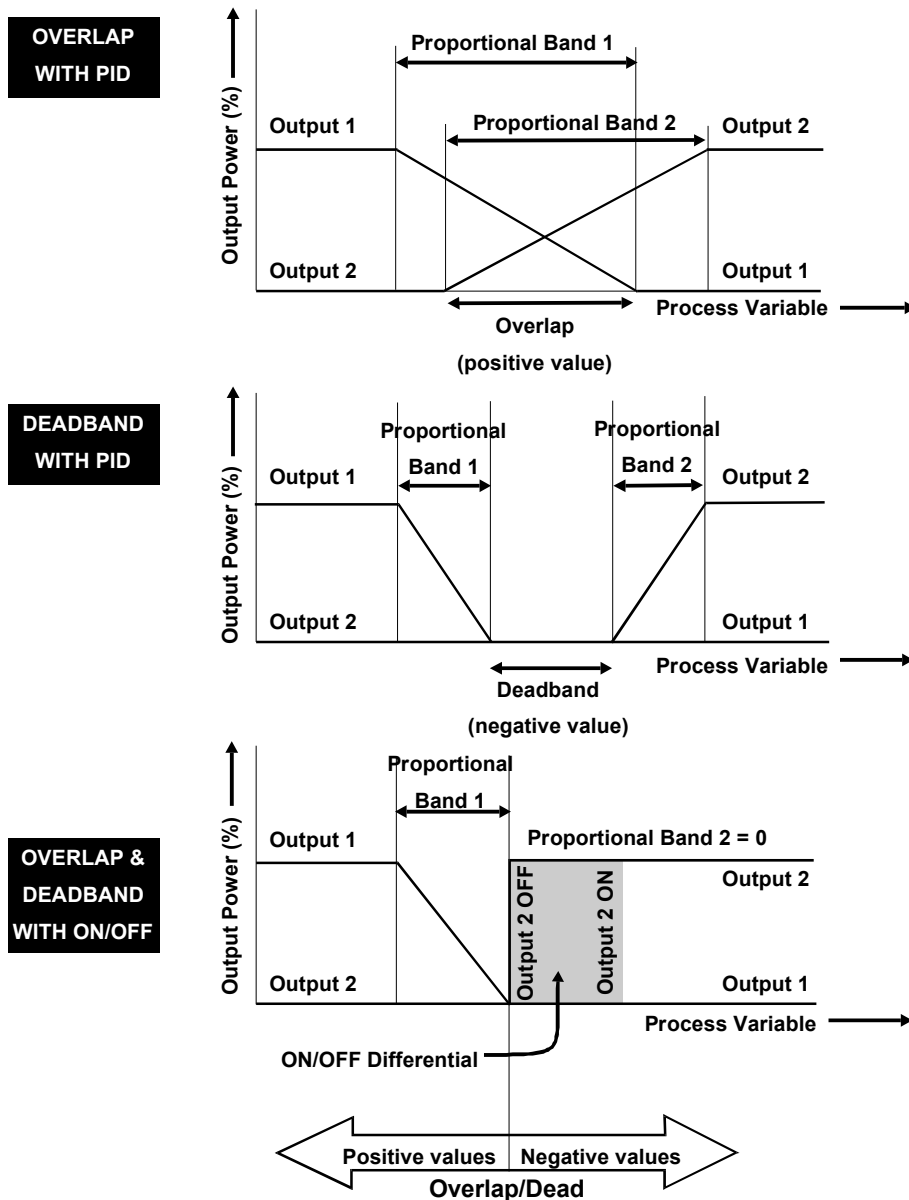 OVERLAP
WITH PID
Output Power (%)
Proportional Band 1
Output 1
Proportional Band 2
Output 2
Output 2
Output 1
Process Variable
Overlap
(positive value)
DEADBAND
WITH PID
Output Power (%)
Proportional
Band 1
Proportional
Band 2
Output 1
Output 2
Output 2
Output 1
Process Variable
Deadband
(negative value)
OVERLAP &
DEADBAND
WITH ON/OFF
Output Power (%)
Proportional
Band 1
Output 1
Proportional Band 2 = 0
Output 2
Output 2 OFF
Output 2 ON
Output 2
Output 1
Process Variable
ON/OFF Differential
Positive values
Negative values
Overlap/Dead